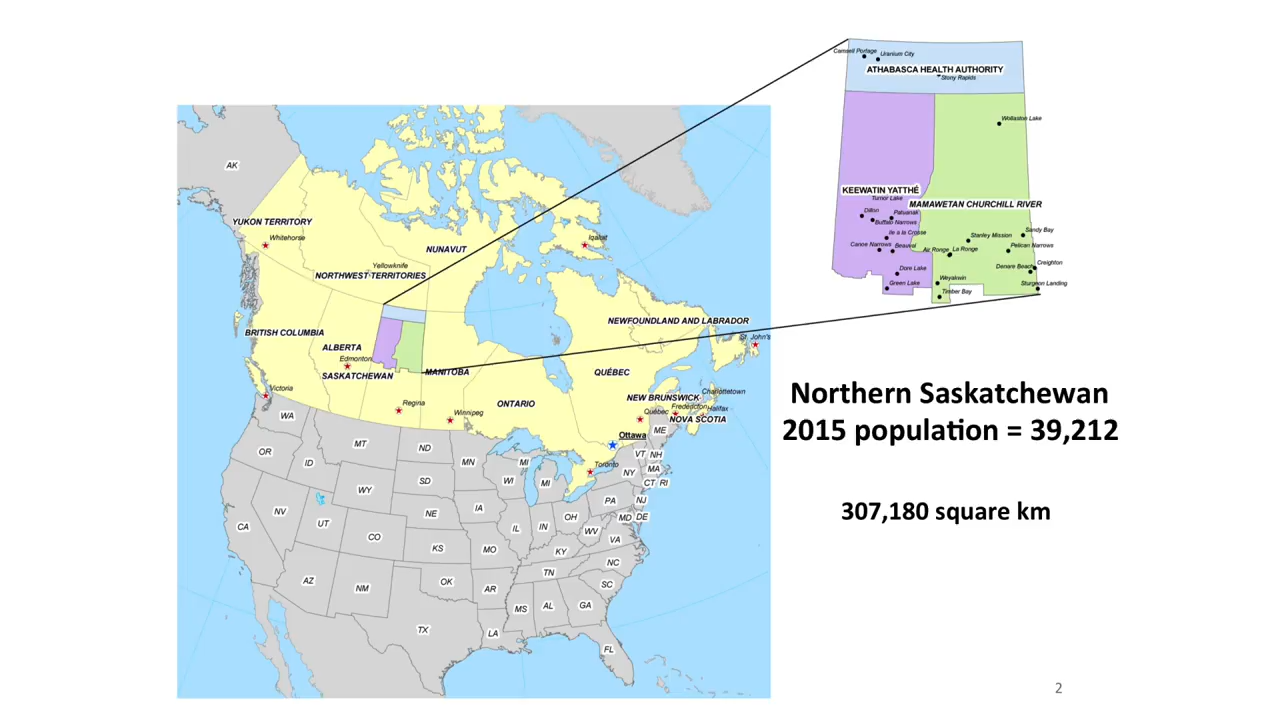 Camsell Portage
Uranium City
ATHABASCA HEALTH AUTHORITY
Stony Rapids
Wollaston Lake
KEEWATIN YATTHÉ
Turnor Lake
MAMAWETAN CHURCHILL RIVER
Dillon
Patuanak
Buffalo Narrows
Ile a la Crosse
Stanley Mission
Sandy Bay
Canoe Narrows
Beauval
Air Ronge
La Ronge
Pelican Narrows
Dore Lake
Denare Beach
Creighton
Green Lake
Weyakwin
Timber Bay
Sturgeon Landing
AK
YUKON TERRITORY
Whitehorse
NUNAVUT
Iqaluit
Yellowknife
NORTHWEST TERRITORIES
BRITISH COLUMBIA
ALBERTA
Edmonton
SASKATCHEWAN
MANITOBA
NEWFOUNDLAND AND LABRADOR
St. John's
QUÉBEC
ONTARIO
Victoria
Regina
Winnipeg
NEW BRUNSWICK
Charlottetown
Fredericton
Halifax
Québec
NOVA SCOTIA
Ottawa
Toronto
WA
MT
ND
MN
OR
ID
SD
WI
MI
MI
ME
VT
NH
NY
MA
CT
RI
WY
NV
UT
NE
IA
PA
NJ
CA
CO
KS
MO
IL
IN
OH
MD
DE
WV
VA
KY
AZ
NM
OK
AR
TN
NC
SC
MS
AL
GA
TX
LA
FL
Northern Saskatchewan
2015 population = 39,212
307,180 square km
2